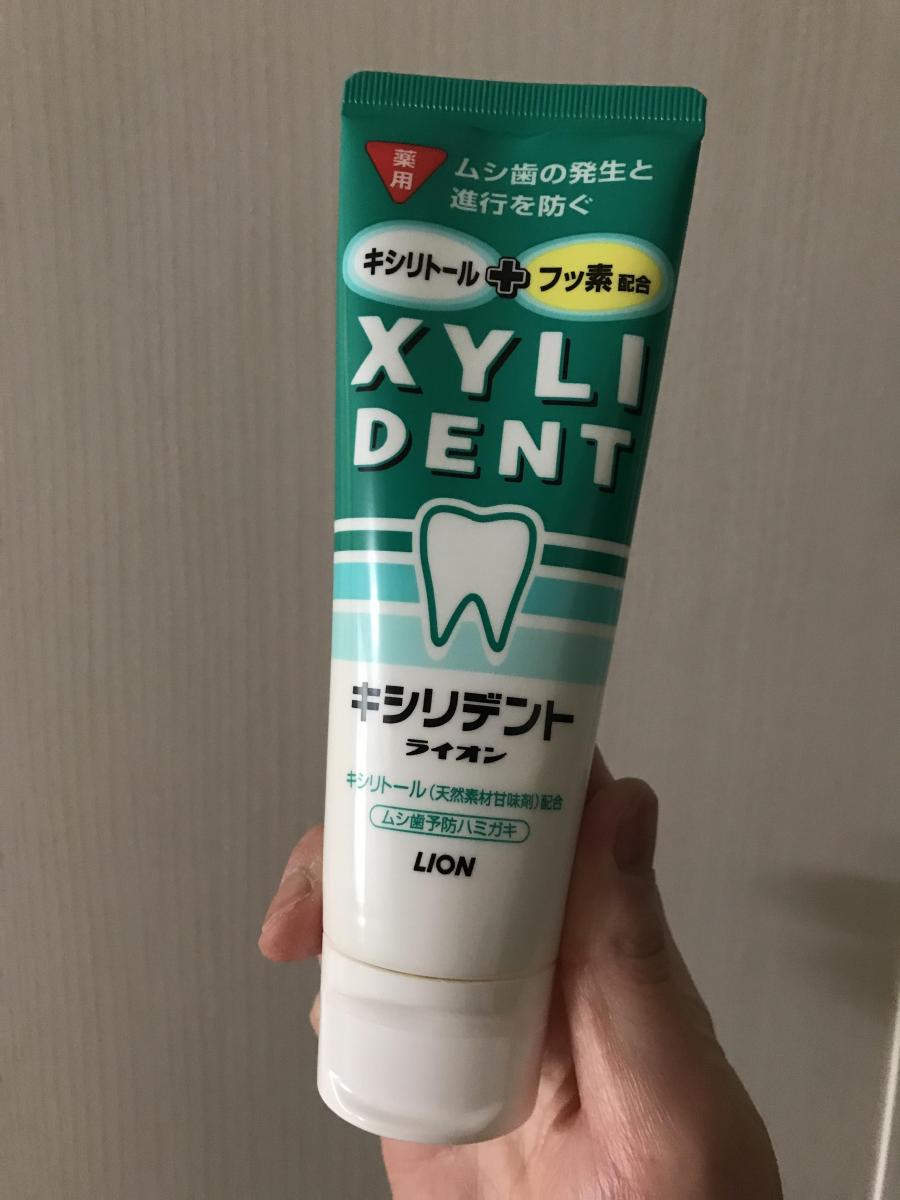 薬用
ムシ歯の発生と
進行を防ぐ
キシリトール+フッ素配合
XYLI
DENT
キシリデント
ライオン
キシリトール(天然素材甘味剤)配合
ムシ歯予防ハミガキ
LION